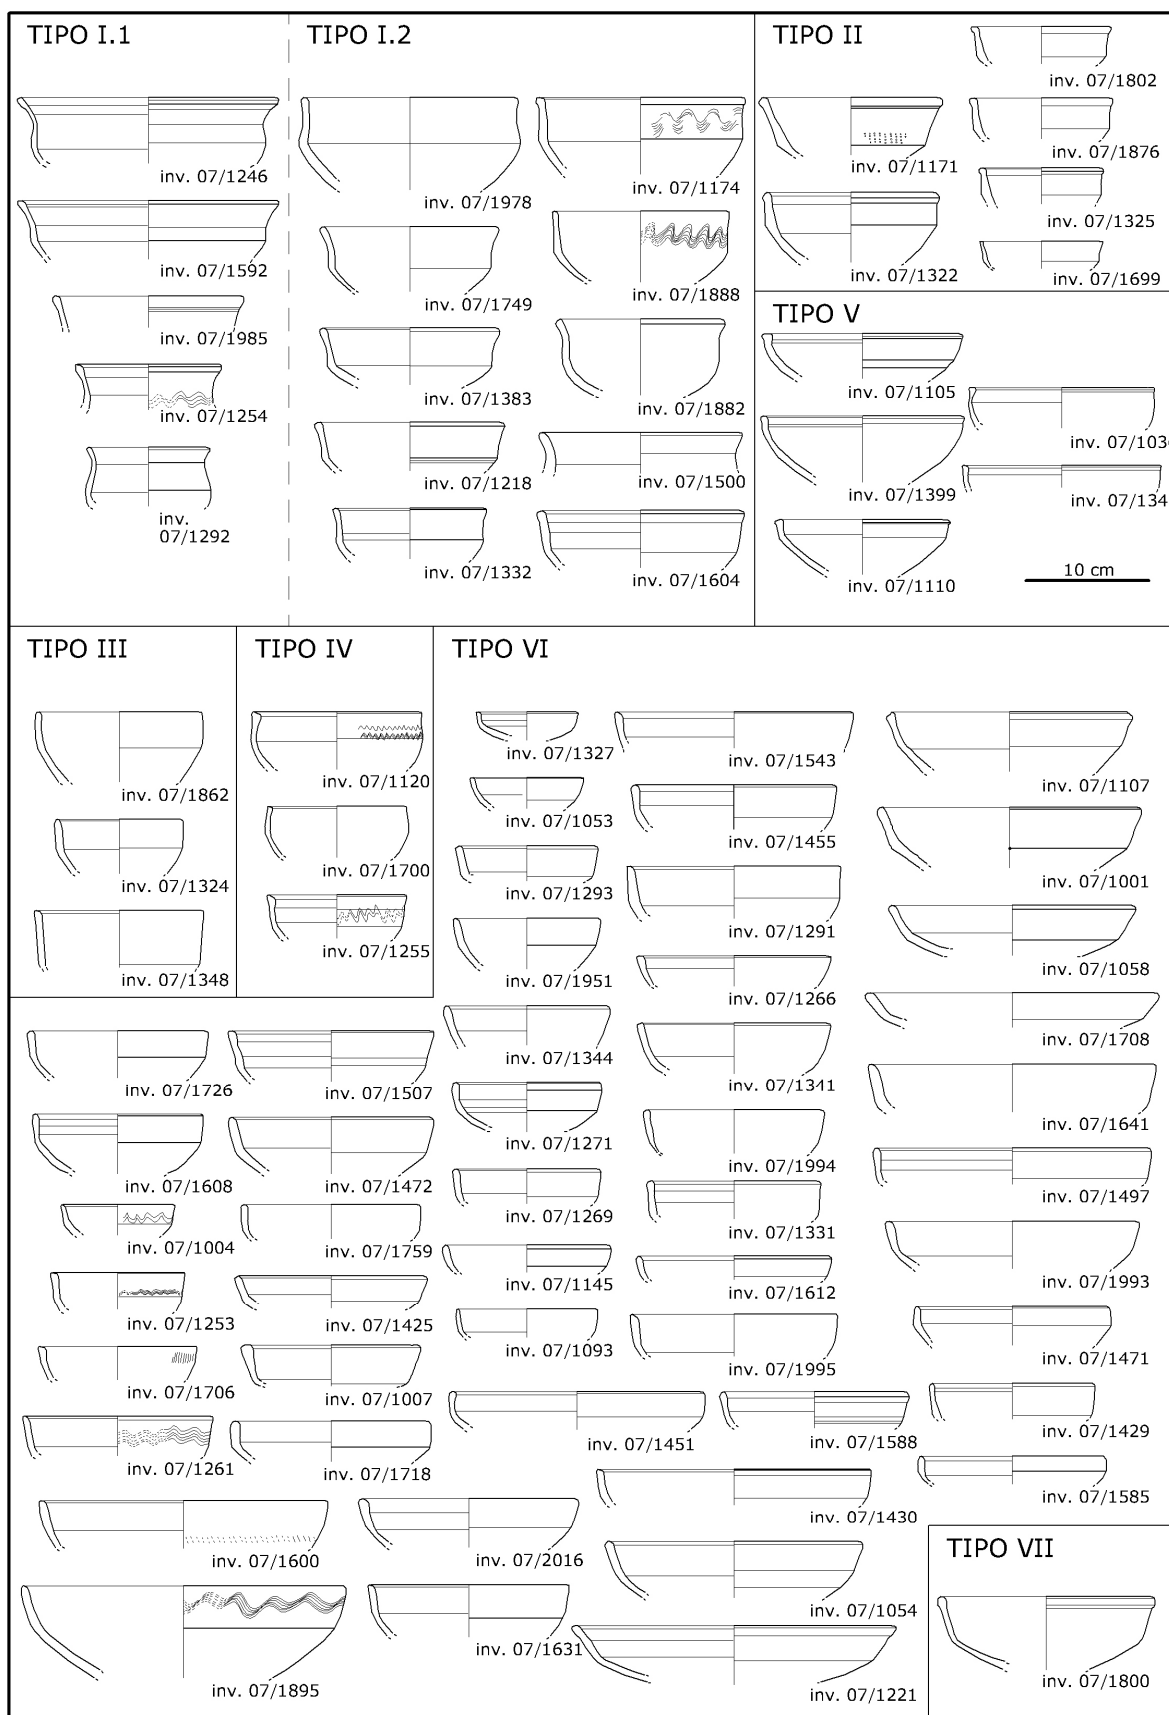 TIPO I.1
inv. 07/1246
inv. 07/1592
inv. 07/1985
inv. 07/1254
inv.
07/1292
TIPO I.2
inv. 07/1978
inv. 07/1749
inv. 07/1383
inv. 07/1218
inv. 07/1332
inv. 07/1174
inv. 07/1888
inv. 07/1882
inv. 07/1500
inv. 07/1604
TIPO II
inv. 07/1171
inv. 07/1322
inv. 07/1802
inv. 07/1876
inv. 07/1325
inv. 07/1699
TIPO V
inv. 07/1105
inv. 07/1399
inv. 07/1110
inv. 07/103
inv. 07/134
10 cm
TIPO III
inv. 07/1862
inv. 07/1324
inv. 07/1348
TIPO IV
inv. 07/1120
inv. 07/1700
inv. 07/1255
TIPO VI
inv. 07/1327
inv. 07/1053
inv. 07/1293
inv. 07/1951
inv. 07/1344
inv. 07/1271
inv. 07/1269
inv. 07/1145
inv. 07/1093
inv. 07/1543
inv. 07/1455
inv. 07/1291
inv. 07/1266
inv. 07/1341
inv. 07/1994
inv. 07/1331
inv. 07/1612
inv. 07/1995
inv. 07/1107
inv. 07/1001
inv. 07/1058
inv. 07/1708
inv. 07/1641
inv. 07/1497
inv. 07/1993
inv. 07/1471
inv. 07/1429
inv. 07/1585
inv. 07/1726
inv. 07/1608
inv. 07/1004
inv. 07/1253
inv. 07/1706
inv. 07/1261
inv. 07/1507
inv. 07/1472
inv. 07/1759
inv. 07/1425
inv. 07/1007
inv. 07/1718
inv. 07/1451
inv. 07/1588
inv. 07/1600
inv. 07/2016
inv. 07/1430
inv. 07/1895
inv. 07/1631
inv. 07/1054
inv. 07/1221
TIPO VII
inv. 07/1800